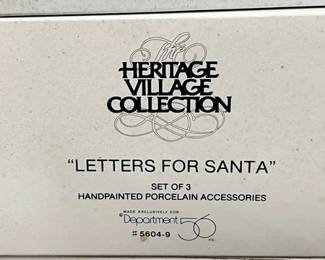 The
HERITAGE
VILLAGE
COLLECTION
"LETTERS FOR SANTA"
SET OF 3
HANDPAINTED PORCELAIN ACCESSORIES
MADE EXCLUSIVELY FOR
©Department 56 INC.
#5604-9